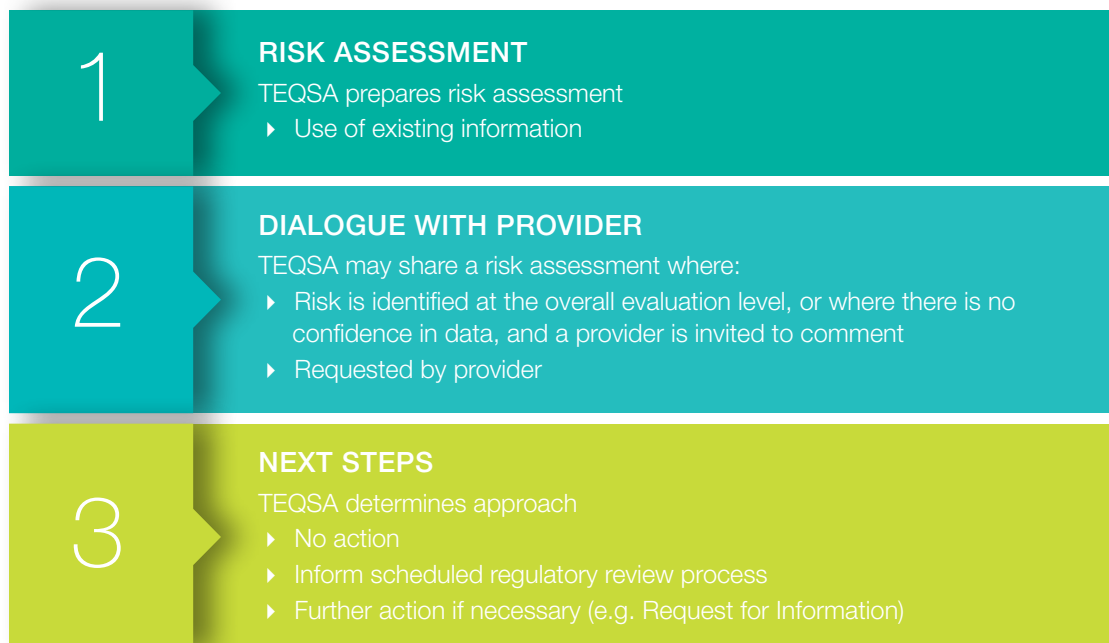 1
RISK ASSESSMENT
TEQSA prepares risk assessment
Use of existing information
2
DIALOGUE WITH PROVIDER
TEQSA may share a risk assessment where:
Risk is identified at the overall evaluation level, or where there is no
confidence in data, and a provider is invited to comment
Requested by provider
3
NEXT STEPS
TEQSA determines approach
No action
Inform scheduled regulatory review process
Further action if necessary (e.g. Request for Information)